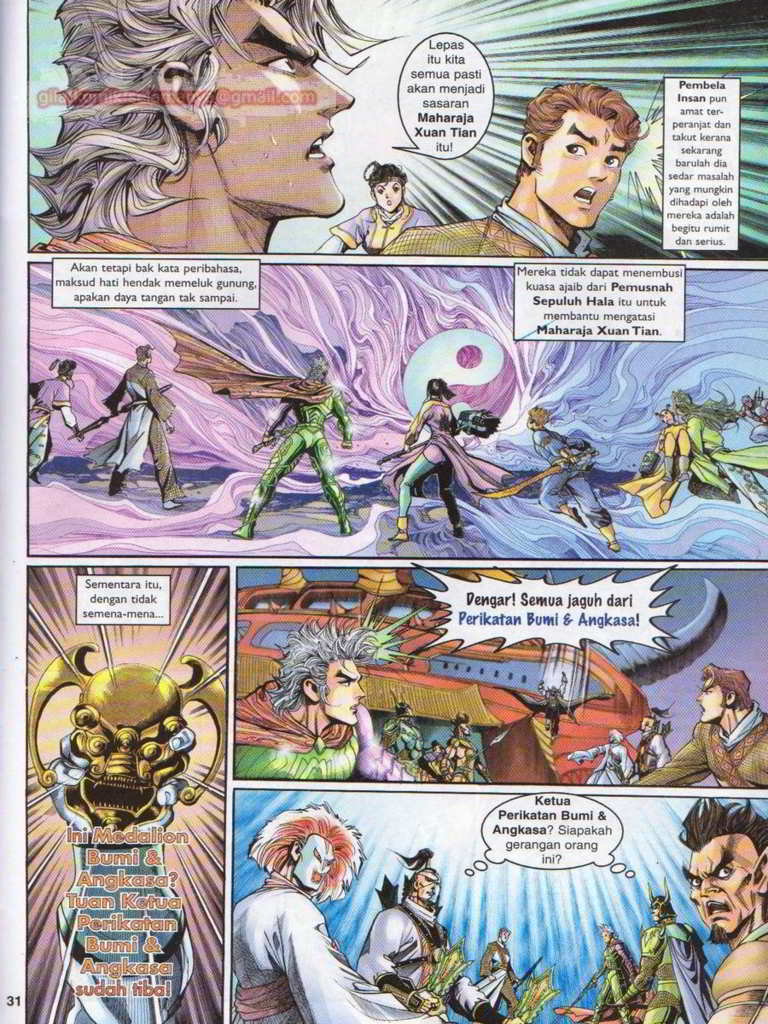 Lepas
itu kita
semua pasti
akan menjadi
sasaran
Maharaja
Xuan Tian
itu!
Pembela
Insan pun
amat ter-
peranjat dan
takut kerana
sekarang
barulah dia
sedar masalah
yang mungkin
dihadapi oleh
mereka adalah
begitu rumit
dan serius.
Akan tetapi bak kata peribahasa,
maksud hati hendak memeluk gunung,
apakan daya tangan tak sampai.
Mereka tidak dapat menembusi
kuasa ajaib dari Pemusnah
Sepuluh Hala itu untuk
membantu mengatasi
Maharaja Xuan Tian.
Sementara itu,
dengan tidak
semena-mena...
Ini Medalion
Bumi &
Angkasa?
Tuan Ketua
Perikatan
Bumi &
Angkasa
sudah tiba!
Dengar! Semua jaguh dari
Perikatan Bumi & Angkasa!
Ketua
Perikatan Bumi &
Angkasa? Siapakah
gerangan orang
ini?
31